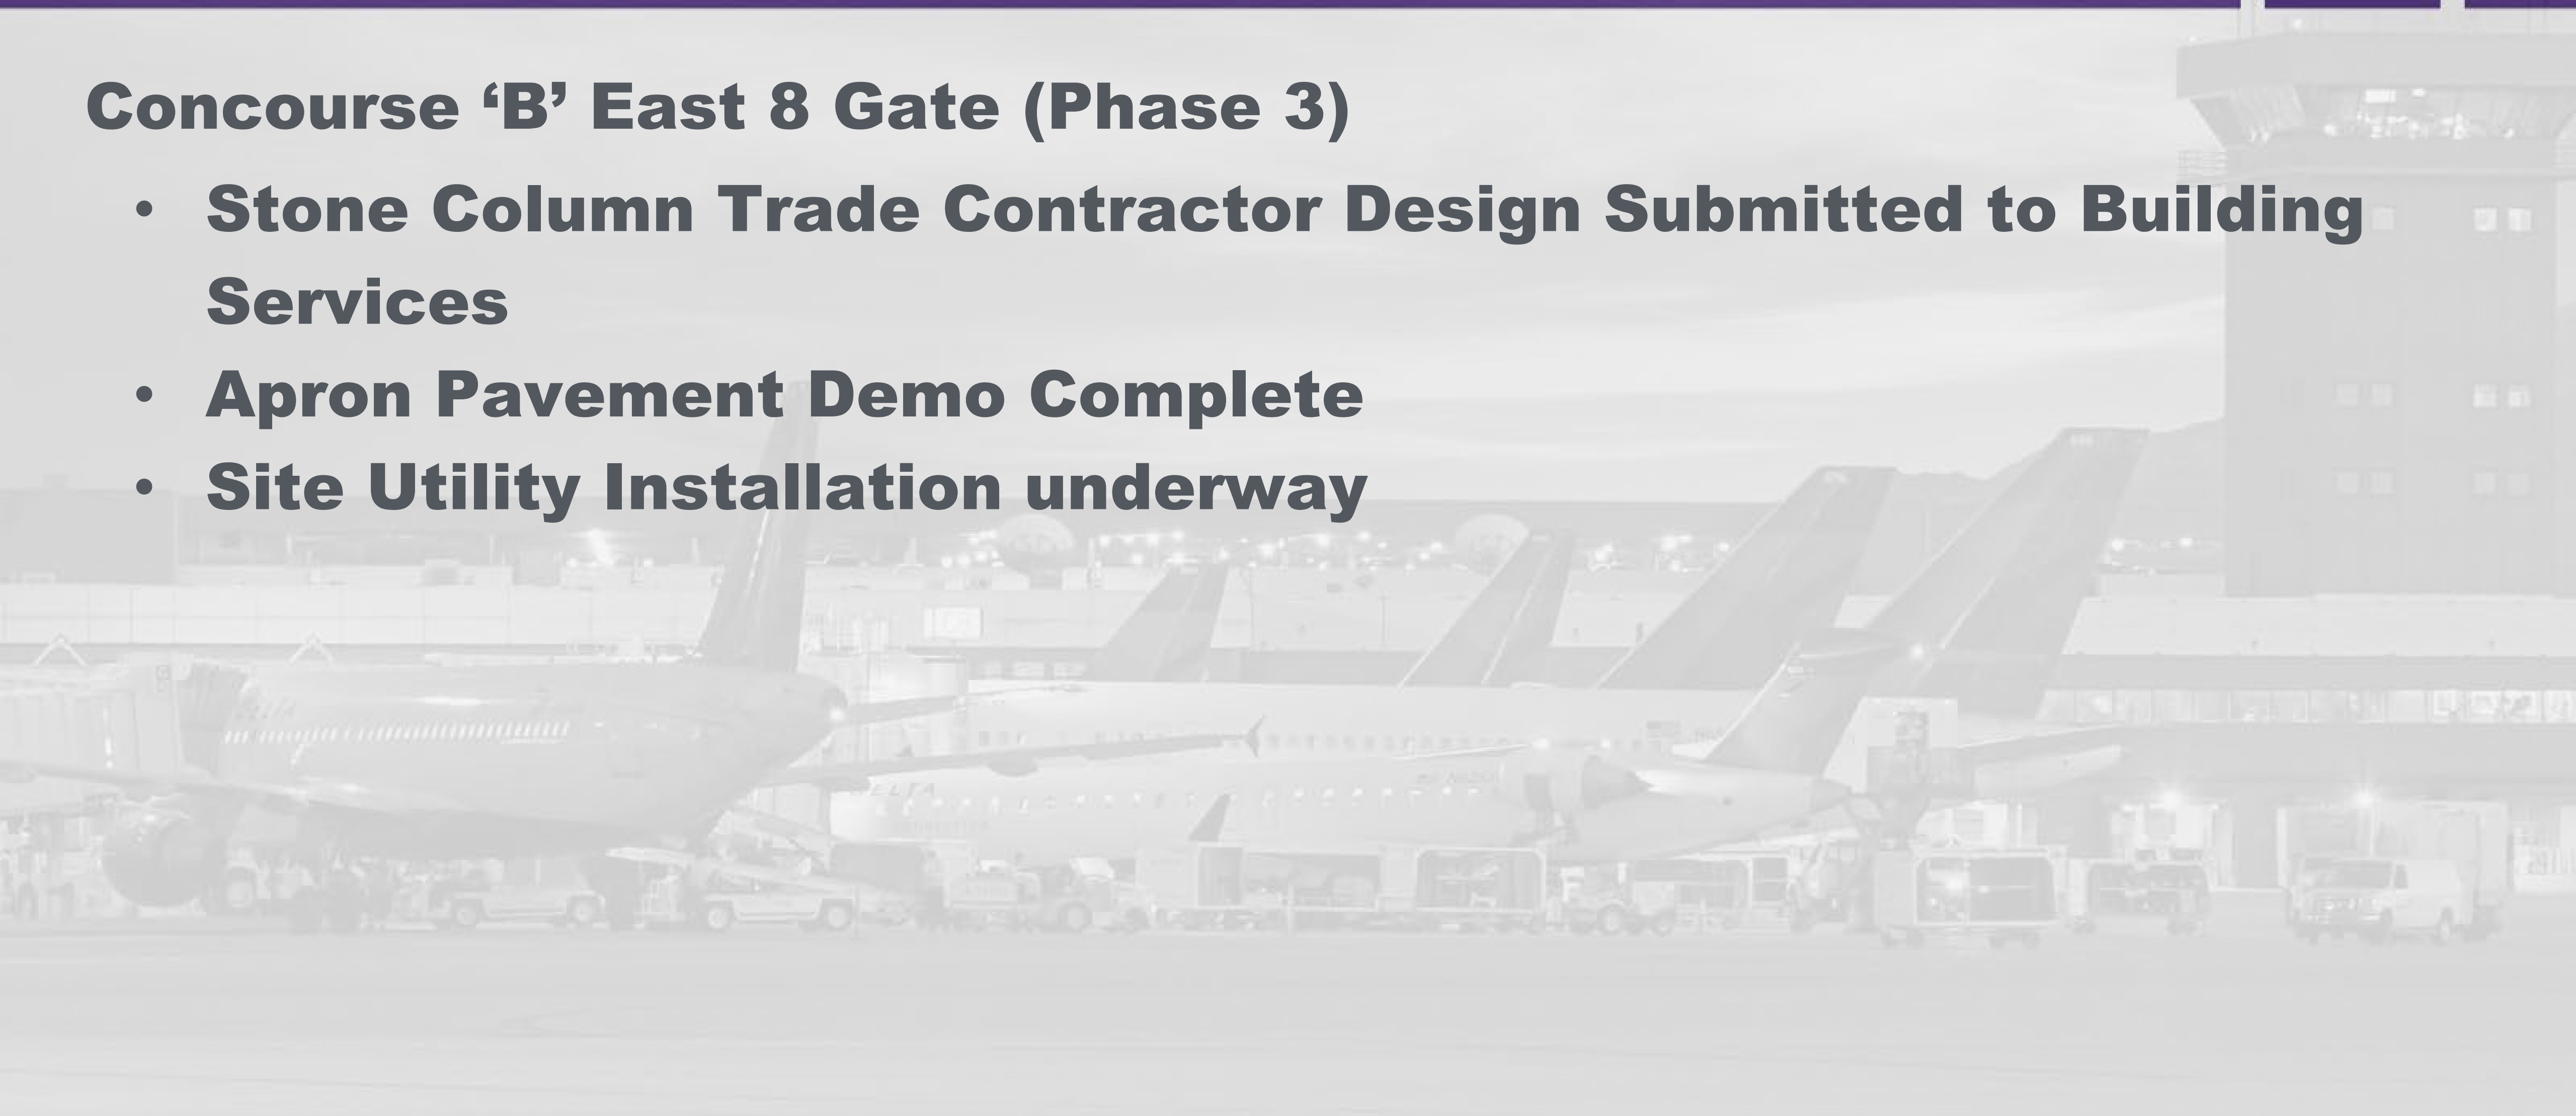 Concourse ‘B’ East 8 Gate (Phase 3)
• Stone Column Trade Contractor Design Submitted to Building
Services
• Apron Pavement Demo Complete
• Site Utility Installation underway
DELTA